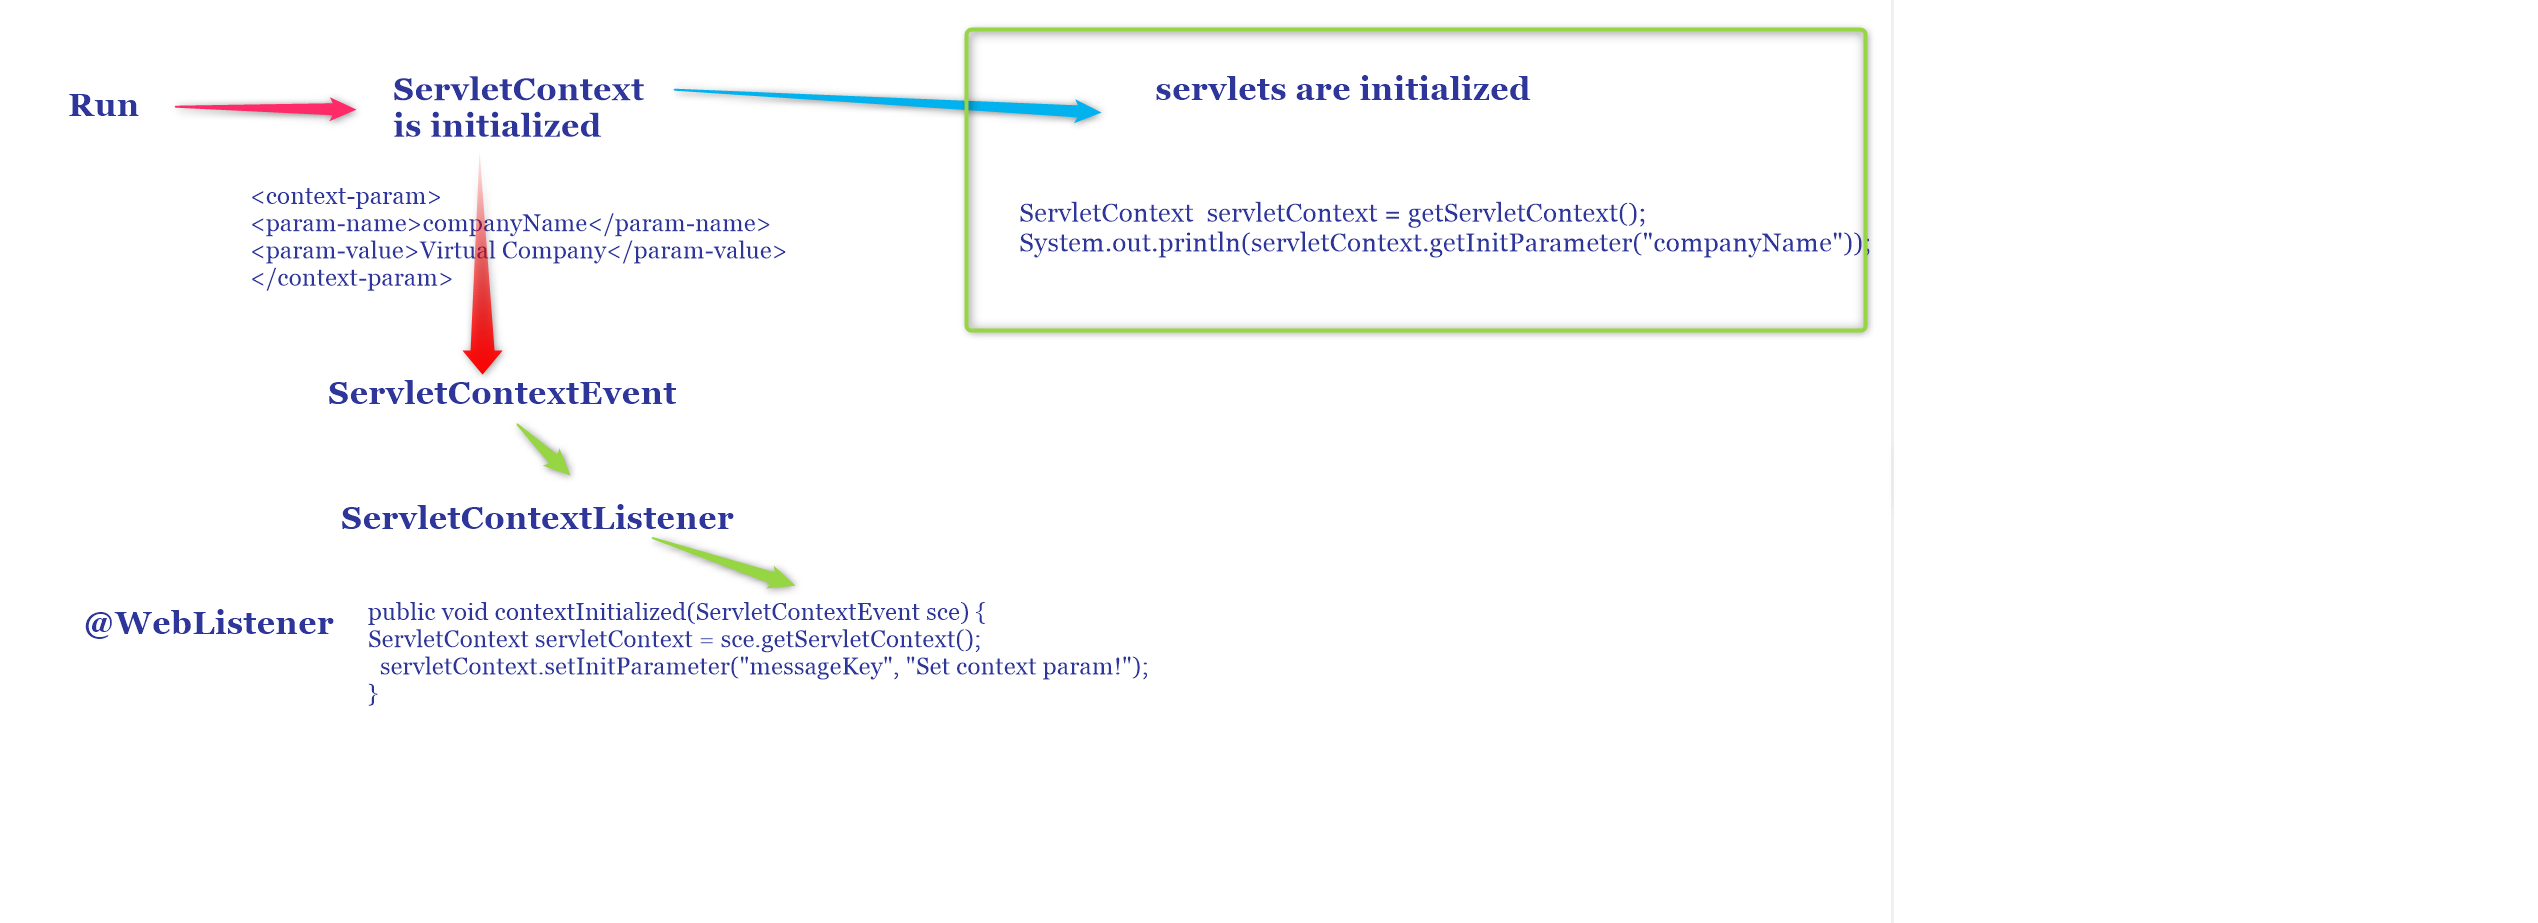 Run
ServletContext
is initialized
servlets are initialized
<context-param>
<param-name>companyName</param-name>
<param-value>Virtual Company</param-value>
</context-param>
ServletContext  servletContext = getServletContext();
System.out.println(servletContext.getInitParameter("companyName"));
ServletContextEvent
ServletContextListener
@WebListener
public void contextInitialized(ServletContextEvent sce) {
ServletContext servletContext = sce.getServletContext();
  servletContext.setInitParameter("messageKey", "Set context param!");
}